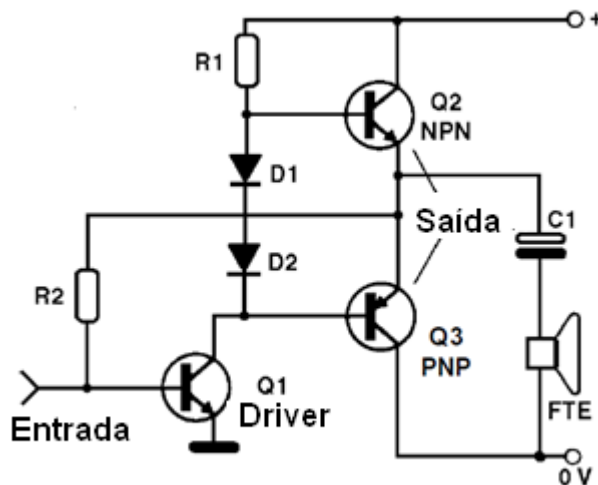 +
R1
Q2
NPN
D1
Saída
C1
D2
R2
Q3
PNP
Q1
Driver
FTE
Entrada
0 V